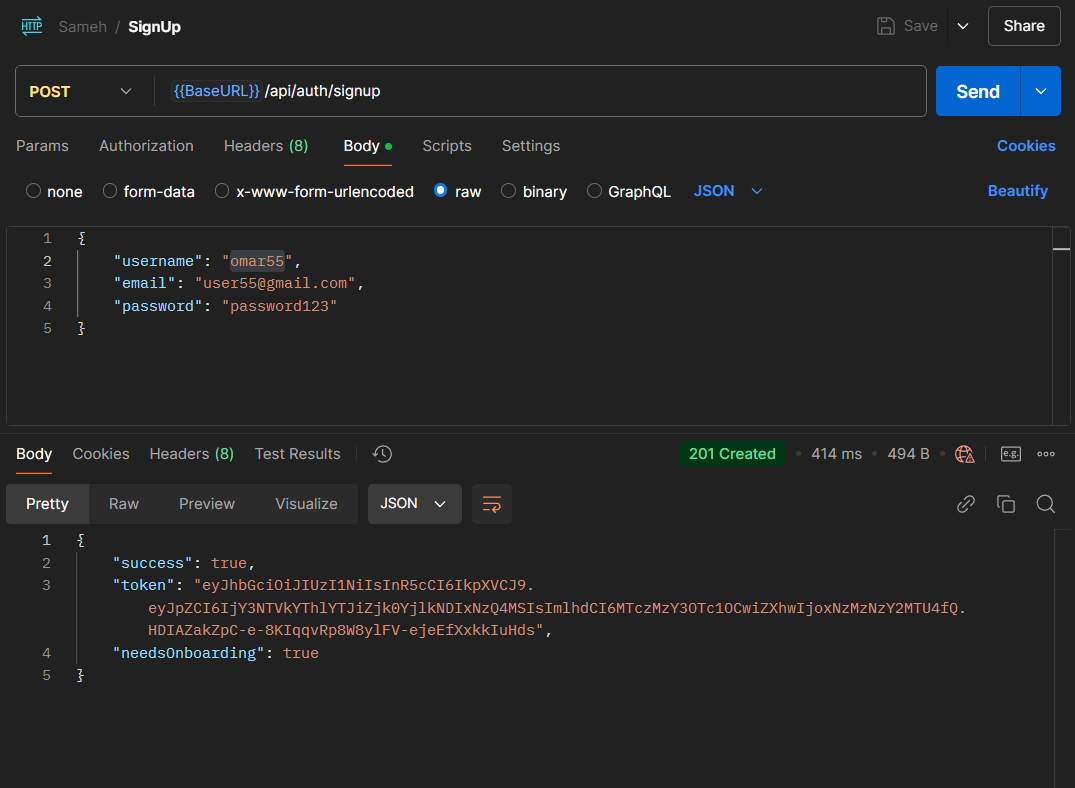 HTTP Sameh / SignUp Save Share
POST {{BaseURL}} /api/auth/signup Send
Params Authorization Headers (8) Body Scripts Settings Cookies
none form-data x-www-form-urlencoded raw binary GraphQL JSON Beautify
1 {
2 "username": "omar55",
3 "email": "user55@gmail.com",
4 "password": "password123"
5 }
Body Cookies Headers (8) Test Results 201 Created 414 ms 494 B e.g.
Pretty Raw Preview Visualize JSON
1 {
2 "success": true,
3 "token": "eyJhbGciOiJIUzI1NiIsInR5cCI6IkpXVCJ9.
eyJpZCI6IjY3NTVkYThlYTJiZjk0YjlkNDIxNzQ4MSIsImlhdCI6MTczMzY3OTc1OCwiZXhwIjoxNzMzNzY2MTU4fQ.
HDIAZakZpC-e-8KIqqvRp8W8ylFV-ejeEfXxkkIuHds",
4 "needsOnboarding": true
5 }